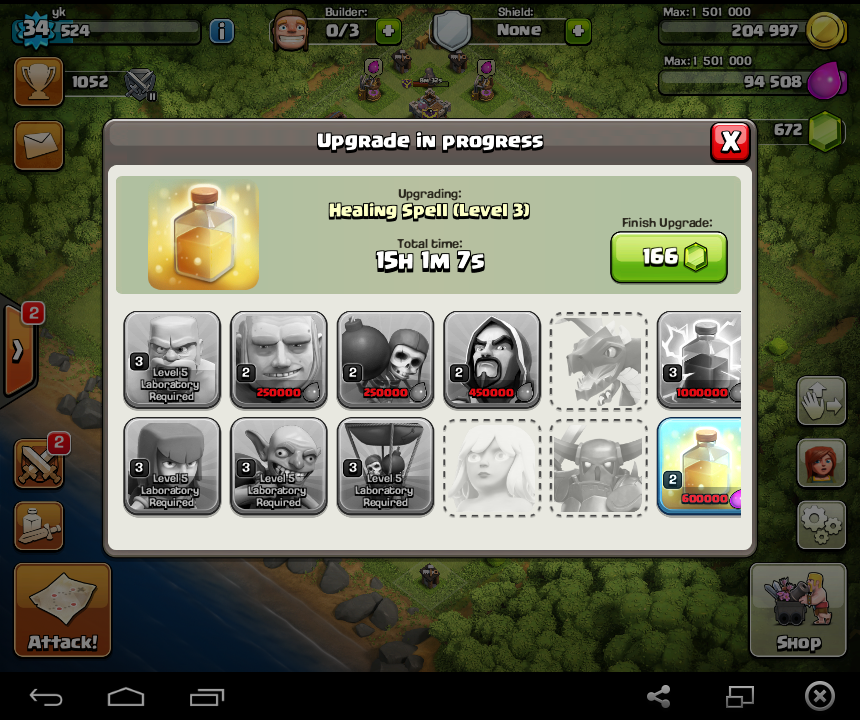 yk
34
524
Builder:
0/3
Shield:
None
Max: 1 501 000
204 997
1052
Max: 1 501 000
94 508
672
Upgrade in progress
X
Upgrading:
Healing Spell (Level 3)
Total time:
15H 1M 7s
Finish Upgrade:
166
2
3
Level 5
Laboratory
Required
2
250000
2
250000
2
450000
3
1000000
3
Level 5
Laboratory
Required
3
Level 5
Laboratory
Required
3
Level 5
Laboratory
Required
2
600000
2
Attack!
Shop